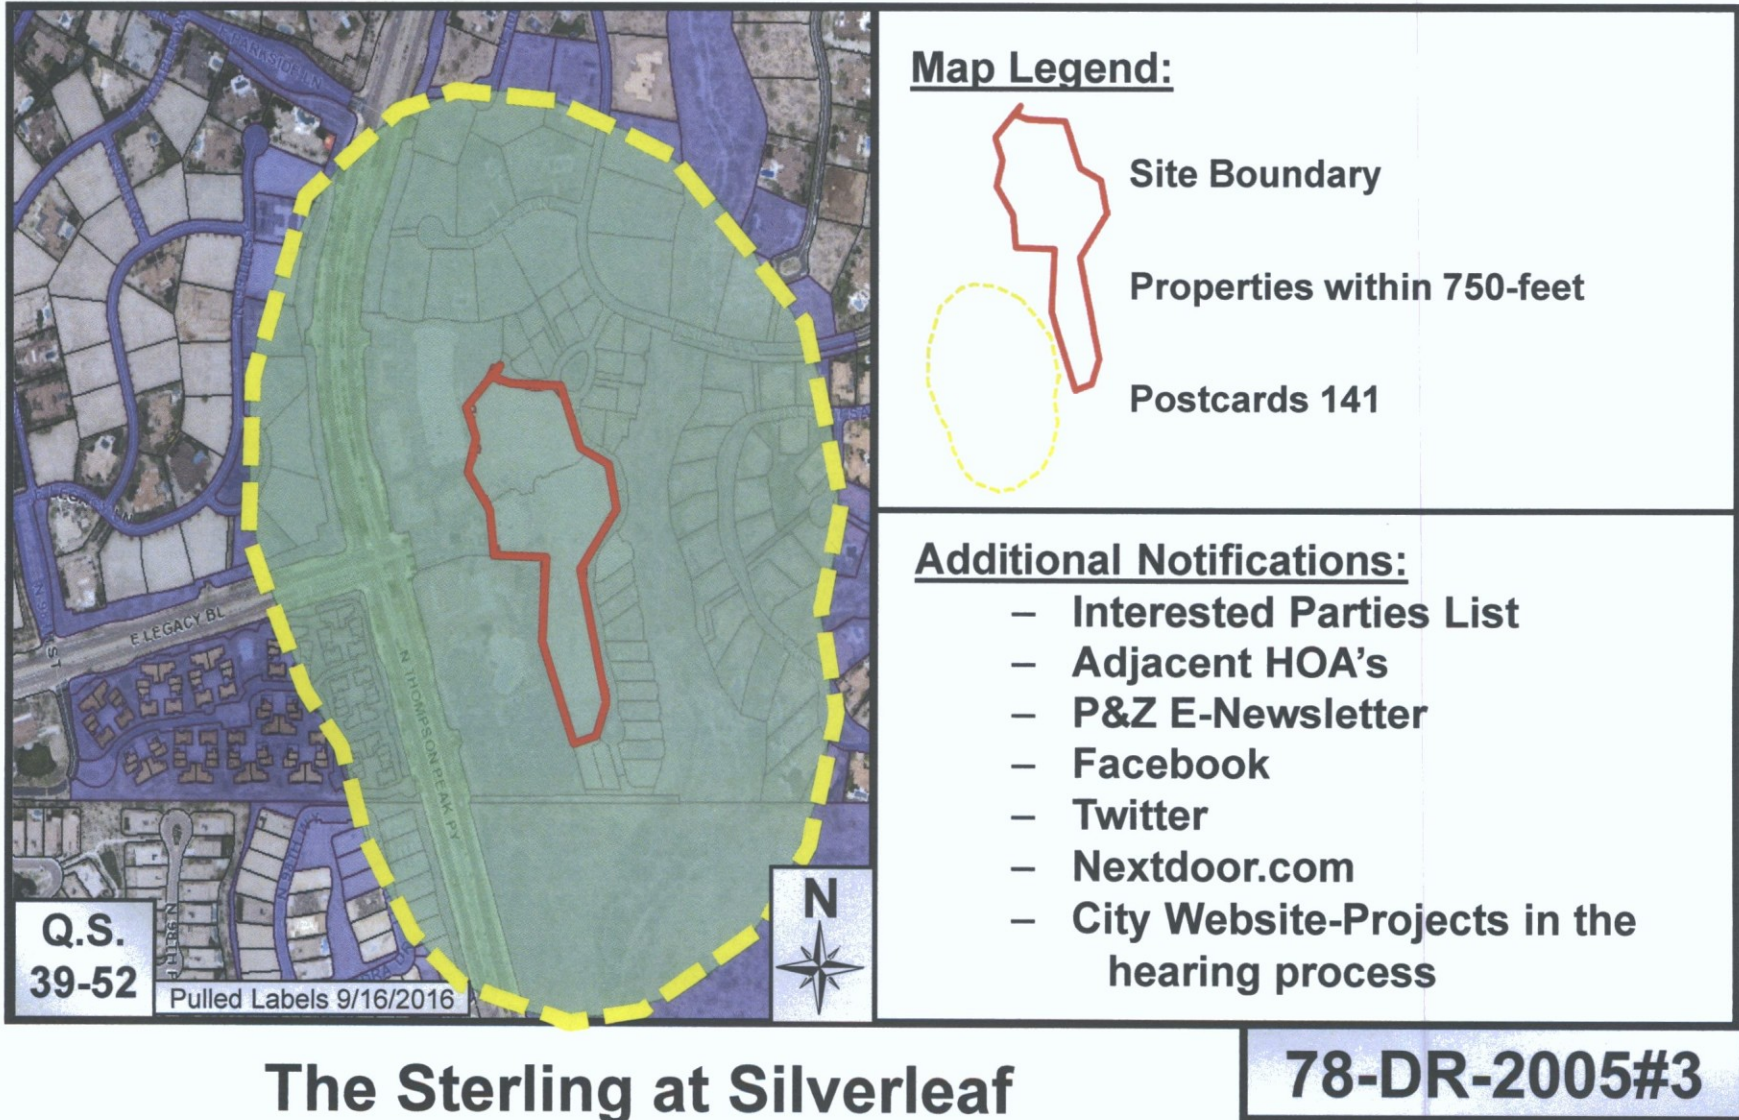 E PARKSIDE LN
E LEGACY BL
N THOMPSON PEAK PY
Q.S.
39-52
Pulled Labels 9/16/2016
N
Map Legend:
Site Boundary
Properties within 750-feet
Postcards 141
Additional Notifications:
– Interested Parties List
– Adjacent HOA's
– P&Z E-Newsletter
– Facebook
– Twitter
– Nextdoor.com
– City Website-Projects in the
hearing process
The Sterling at Silverleaf
78-DR-2005#3